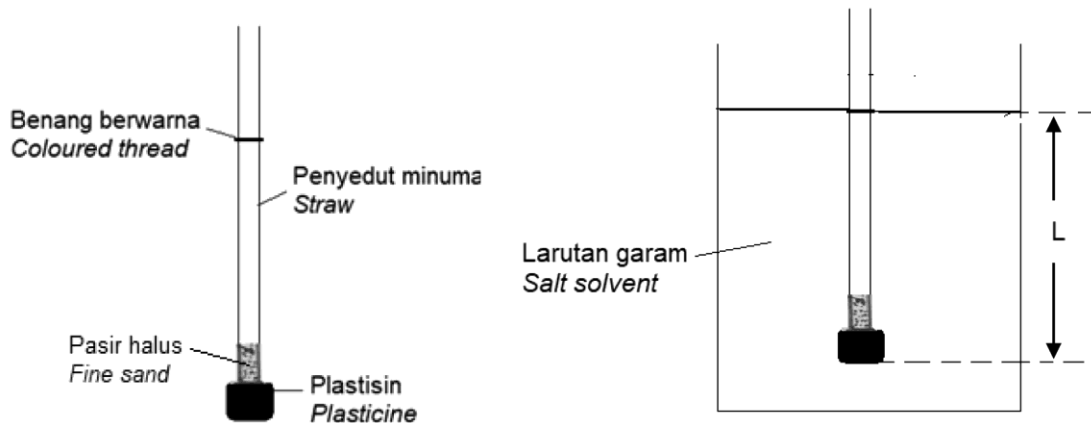 Benang berwarna
Coloured thread
Penyedut minuma
Straw
Pasir halus
Fine sand
Plastisin
Plasticine
Larutan garam
Salt solvent
L